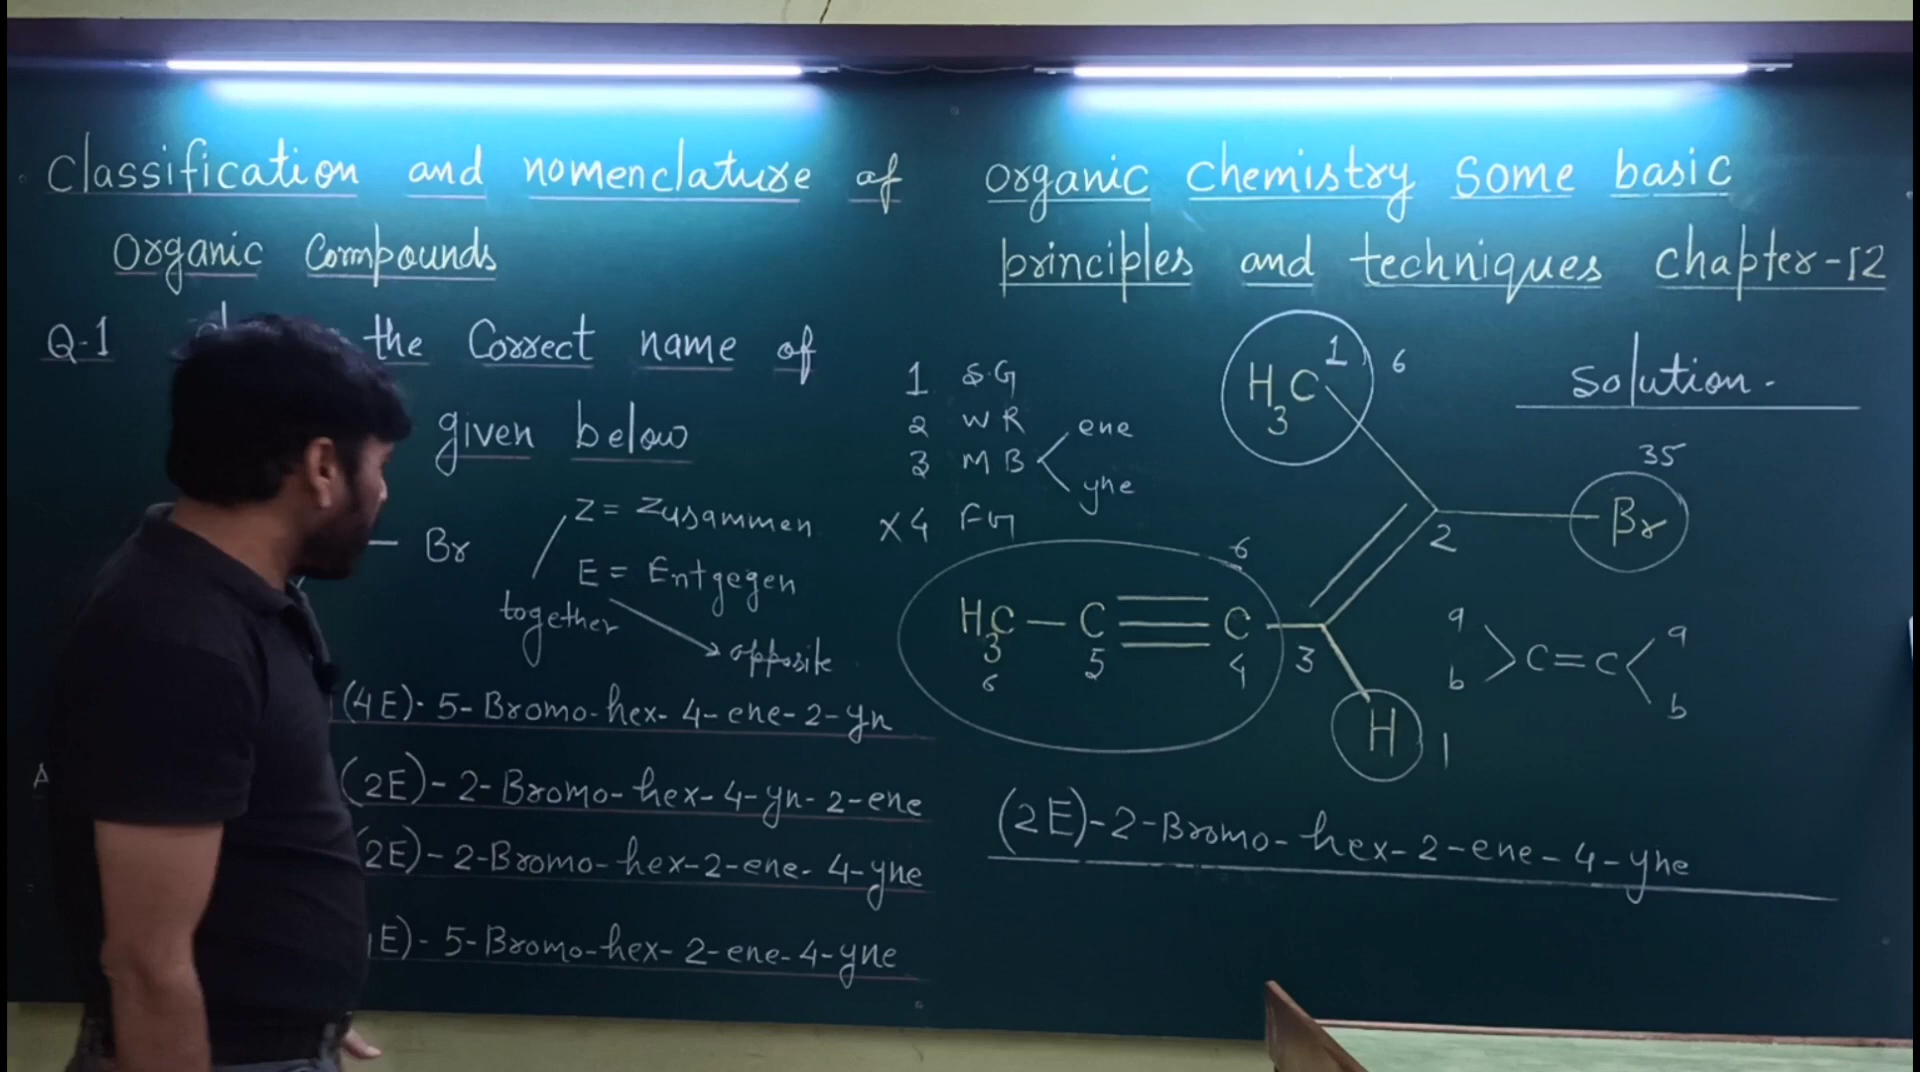 Classification and nomenclature of
Organic Compounds
Q-1 the Correct name of
given below
Br
Z = Zusammen
E = Entgegen
together
opposite
(4E)- 5- Bromo-hex- 4- ene- 2- yn
(2E)- 2- Bromo- hex- 4- yn- 2- ene
A
(2E)- 2-Bromo- hex-2-ene- 4-yne
E)- 5-Bromo-hex- 2-ene-4-yne
organic chemistry some basic
principles and techniques chapter-12
Solution.
1 S.G
2 W R
3 M B ene
yne
X 4 F G
H3C 1 6
35
Br
2
6
H3C — C ≡ C 3
6 5 4
H 1
a C=C a
b b
(2E)-2-Bromo- hex-2-ene-4-yne